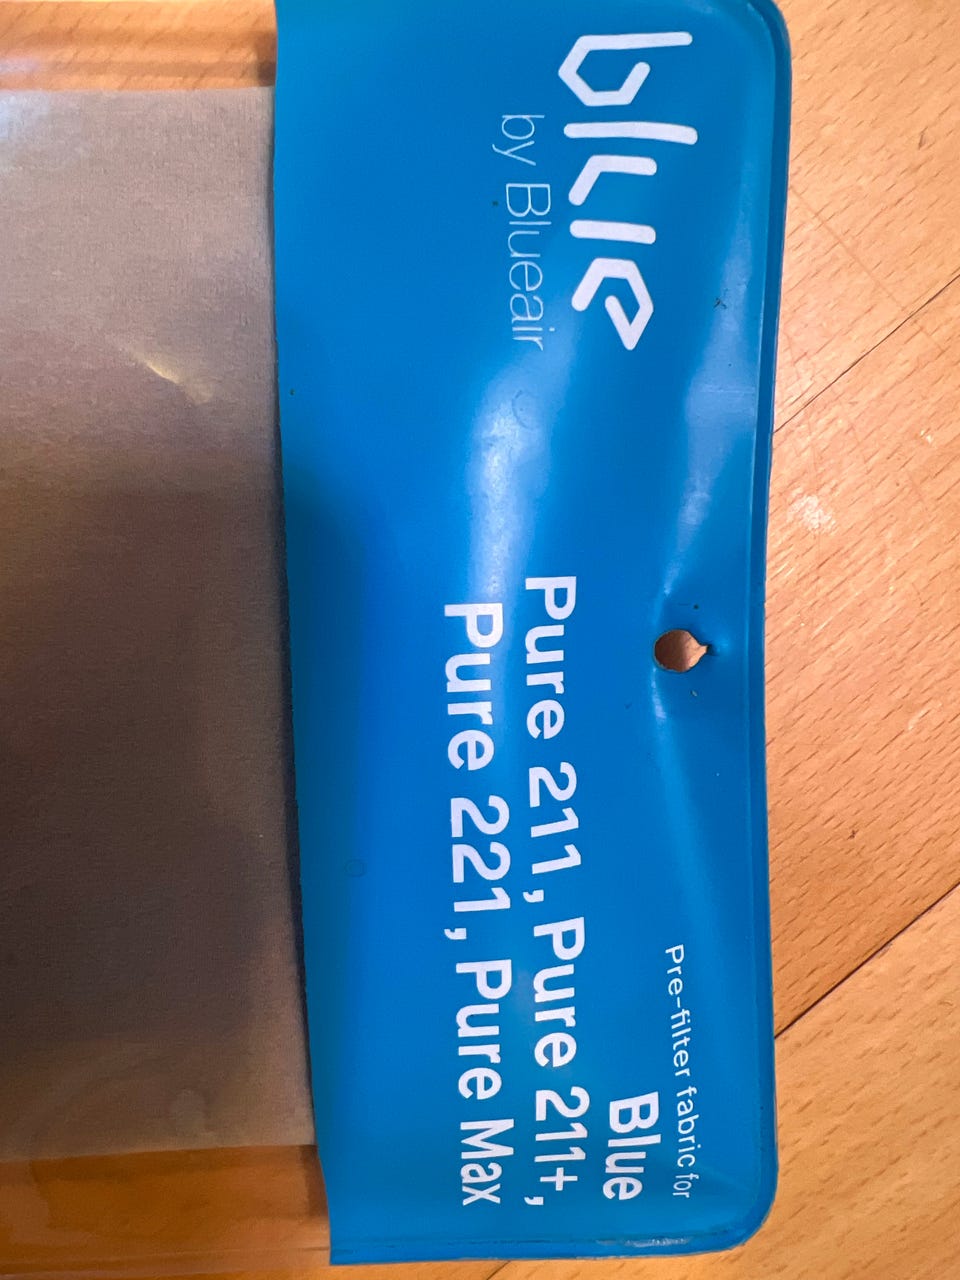 blue
by Blueair
Pre-filter fabric for
Blue
Pure 211, Pure 211+,
Pure 221, Pure Max